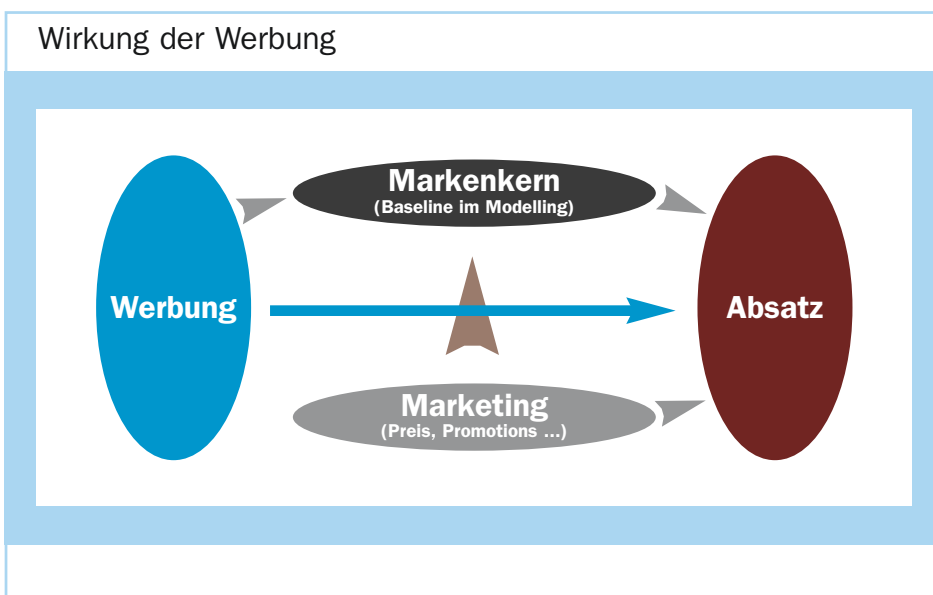 Wirkung der Werbung
Markenkern
(Baseline im Modelling)
Werbung
Absatz
Marketing
(Preis, Promotions ...)